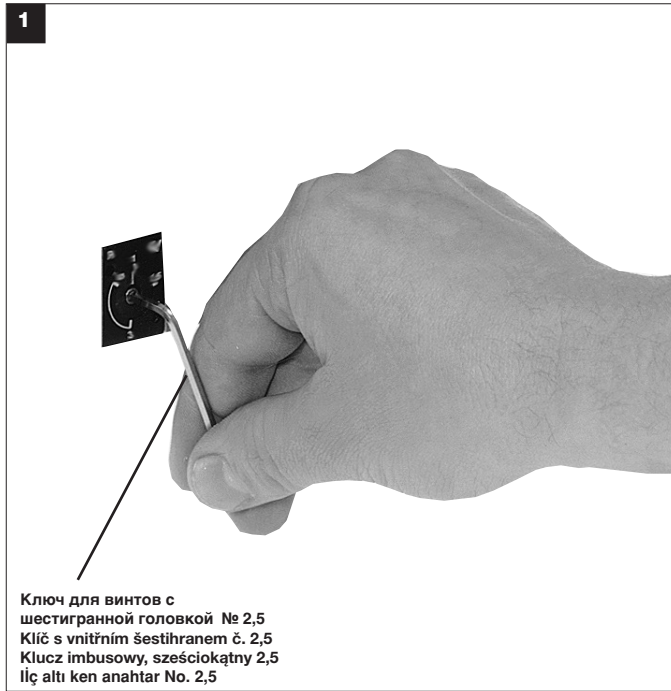 1
Ключ для винтов с
шестигранной головкой № 2,5
Klíč s vnitřním šestihranem č. 2,5
Klucz imbusowy, sześciokątny 2,5
İİç altı ken anahtar No. 2,5